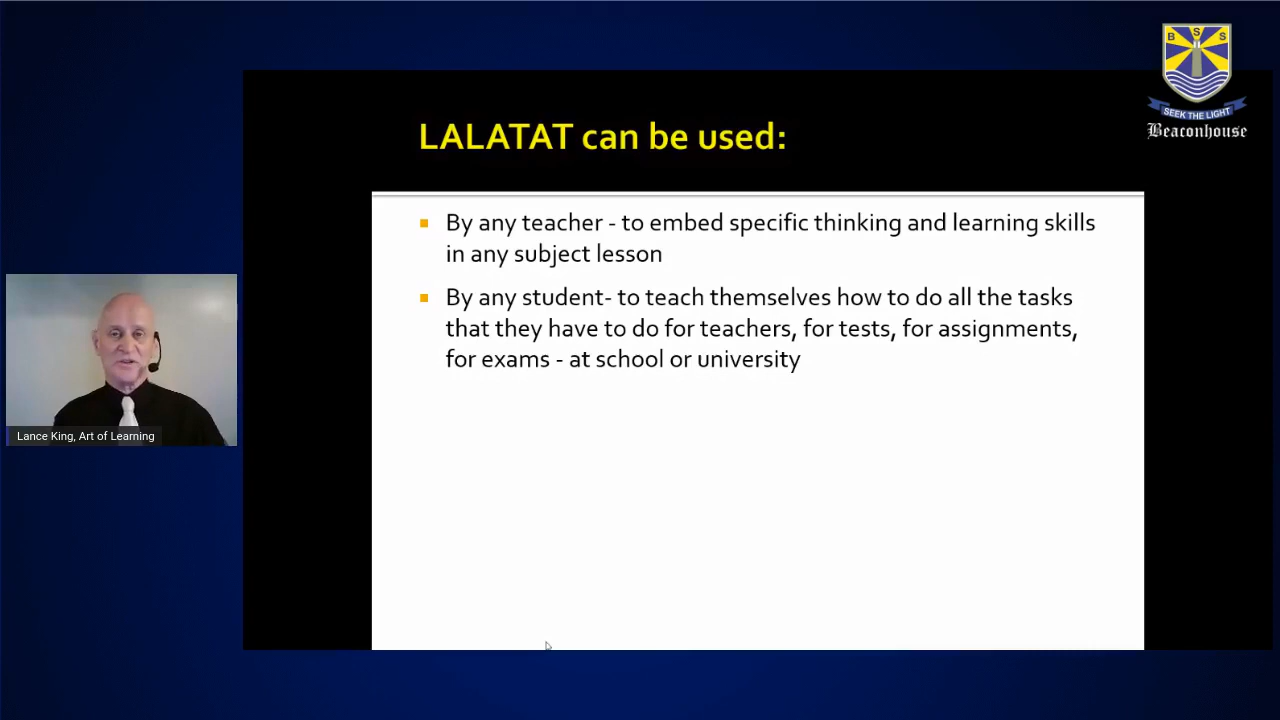 B S S
SEEK THE LIGHT
Beaconhouse
LALATAT can be used:
By any teacher - to embed specific thinking and learning skills
in any subject lesson
By any student- to teach themselves how to do all the tasks
that they have to do for teachers, for tests, for assignments,
for exams - at school or university
Lance King, Art of Learning